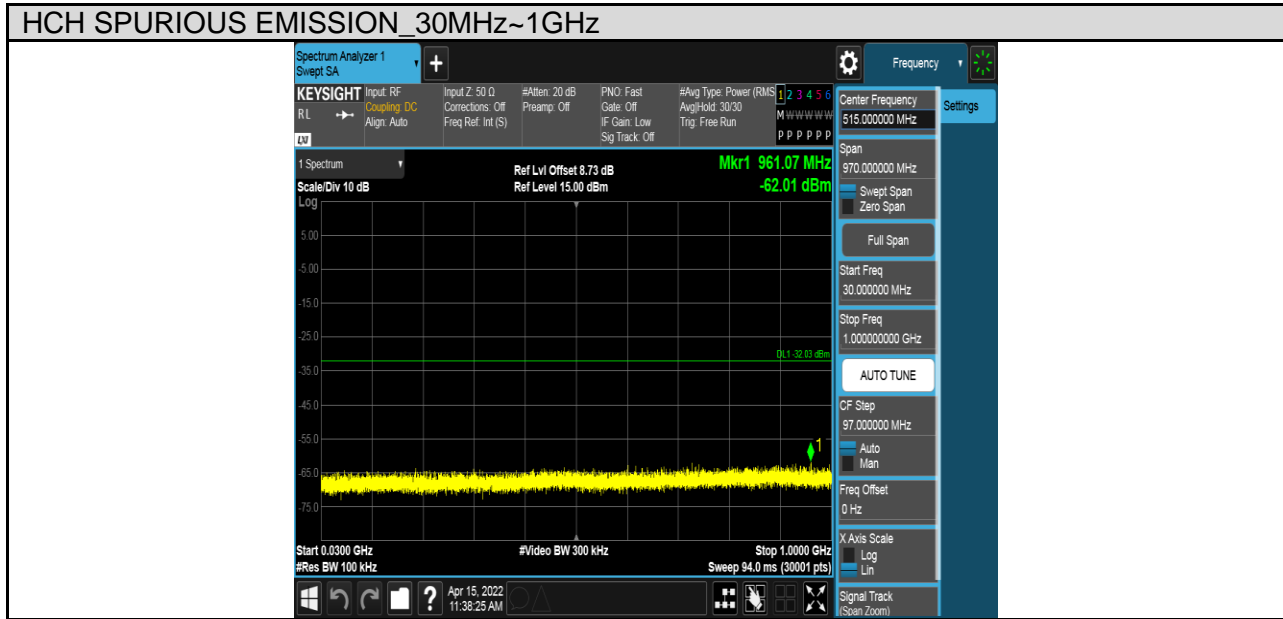 HCH SPURIOUS EMISSION_30MHz~1GHz
Spectrum Analyzer 1
Swept SA
+
Frequency
KEYSIGHT
RL
LXI
Input: RF
Coupling: DC
Align: Auto
Input Z: 50 Ω
Corrections: Off
Freq Ref: Int (S)
#Atten: 20 dB
Preamp: Off
PNO: Fast
Gate: Off
IF Gain: Low
Sig Track: Off
#Avg Type: Power (RMS
Avg|Hold: 30/30
Trig: Free Run
1 2 3 4 5 6
M W W W W W
P P P P P P
1 Spectrum
Scale/Div 10 dB
Log
Ref Lvl Offset 8.73 dB
Ref Level 15.00 dBm
Mkr1 961.07 MHz
-62.01 dBm
5.00
-5.00
-15.0
-25.0
DL1 -32.03 dBm
-35.0
-45.0
-55.0
1
-65.0
-75.0
Start 0.0300 GHz
#Res BW 100 kHz
#Video BW 300 kHz
Stop 1.0000 GHz
Sweep 94.0 ms (30001 pts)
?
Apr 15, 2022
11:38:25 AM
Center Frequency
515.000000 MHz
Settings
Span
970.000000 MHz
Swept Span
Zero Span
Full Span
Start Freq
30.000000 MHz
Stop Freq
1.000000000 GHz
AUTO TUNE
CF Step
97.000000 MHz
Auto
Man
Freq Offset
0 Hz
X Axis Scale
Log
Lin
Signal Track
(Span Zoom)